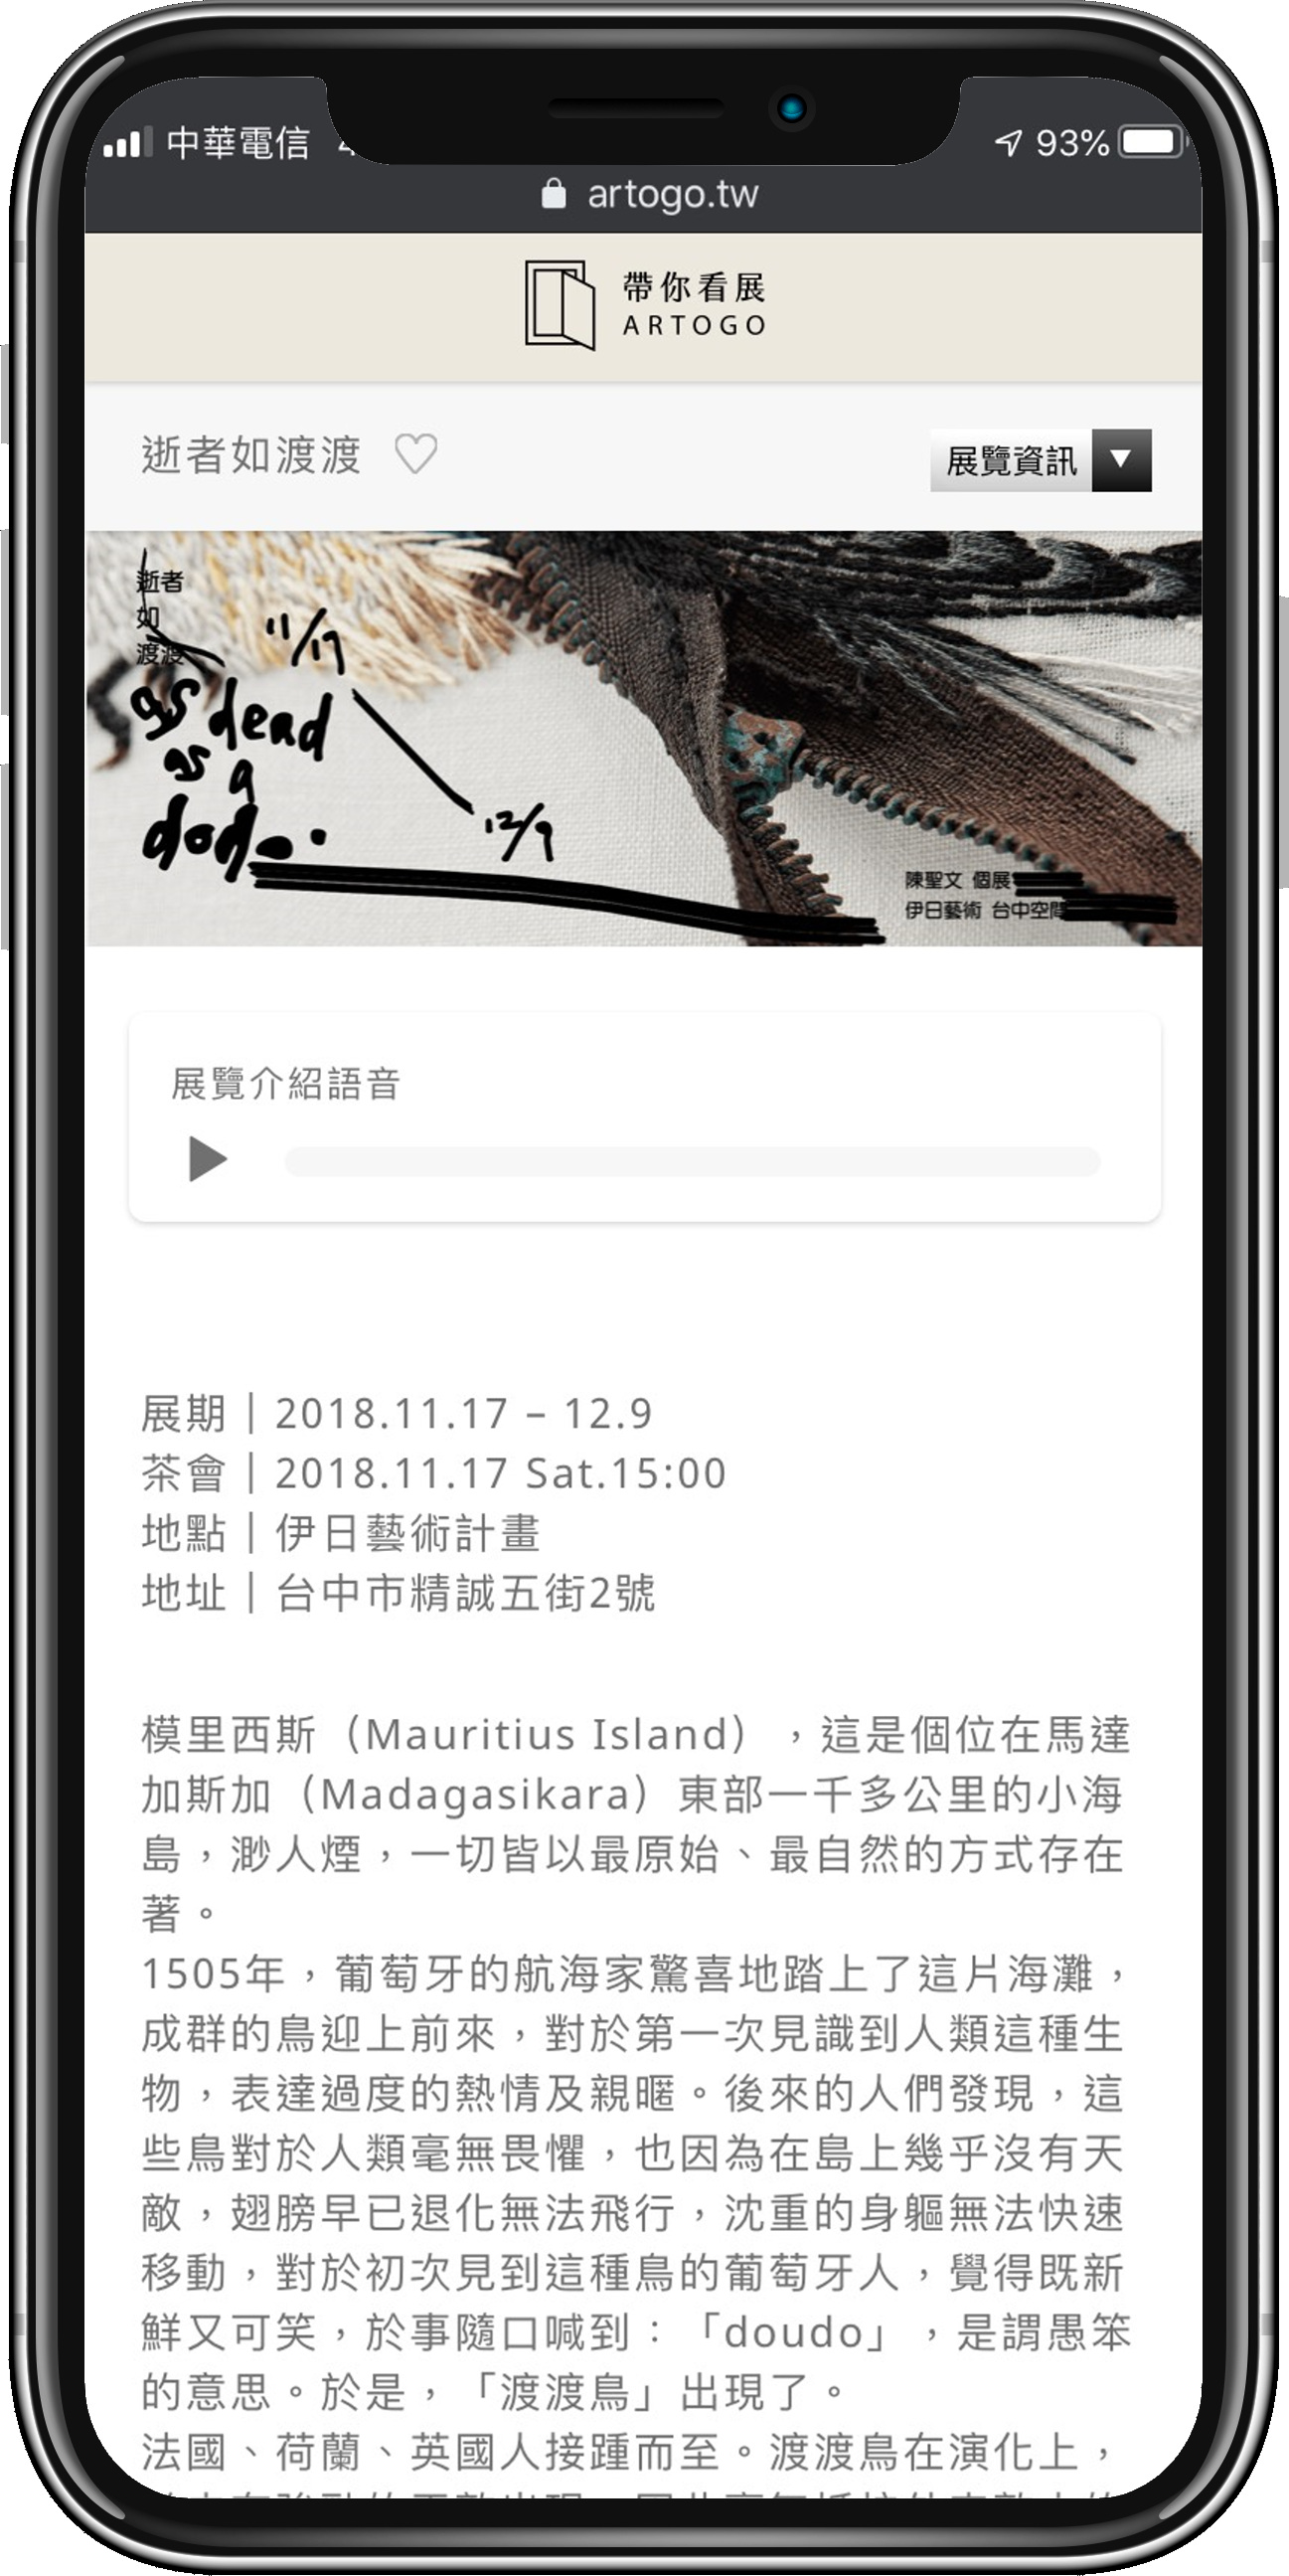 中華電信
93%
artogo.tw
帶你看展
ARTOGO
逝者如渡渡
展覽資訊
逝者
如
渡渡
11/17
as dead
as a
dodo.
12/9
陳聖文 個展
伊日藝術 台中空間
展覽介紹語音
展期｜2018.11.17 – 12.9
茶會｜2018.11.17 Sat.15:00
地點｜伊日藝術計畫
地址｜台中市精誠五街2號
模里西斯（Mauritius Island），這是個位在馬達
加斯加（Madagasikara）東部一千多公里的小海
島，渺人煙，一切皆以最原始、最自然的方式存在
著。
1505年，葡萄牙的航海家驚喜地踏上了這片海灘，
成群的鳥迎上前來，對於第一次見識到人類這種生
物，表達過度的熱情及親暱。後來的人們發現，這
些鳥對於人類毫無畏懼，也因為在島上幾乎沒有天
敵，翅膀早已退化無法飛行，沈重的身軀無法快速
移動，對於初次見到這種鳥的葡萄牙人，覺得既新
鮮又可笑，於事隨口喊到：「doudo」，是謂愚笨
的意思。於是，「渡渡鳥」出現了。
法國、荷蘭、英國人接踵而至。渡渡鳥在演化上，